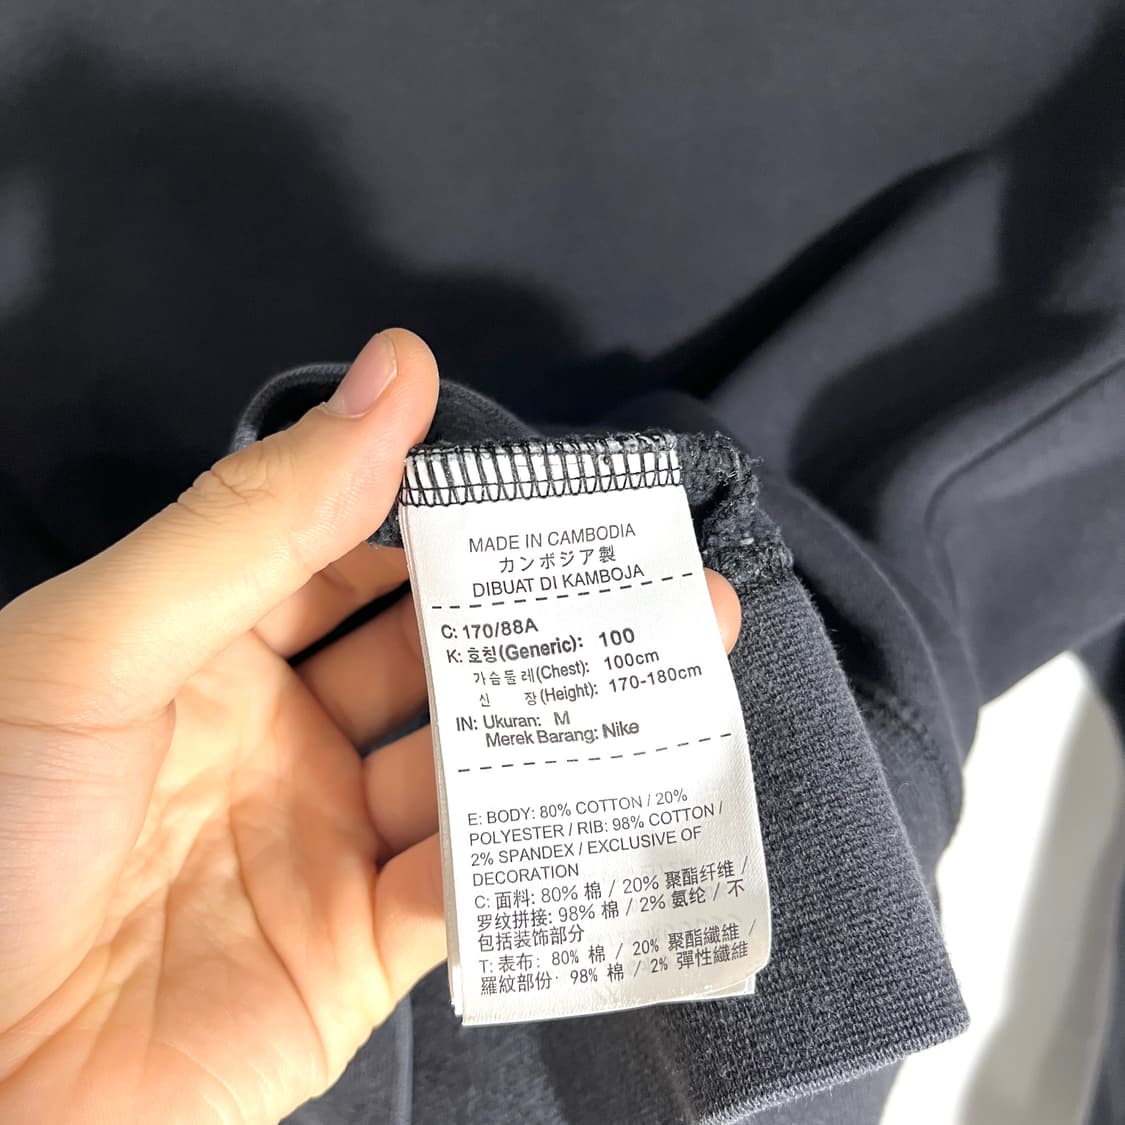 MADE IN CAMBODIA
カンボジア製
DIBUAT DI KAMBOJA
C: 170/88A
K: 호칭(Generic): 100
가슴둘레(Chest): 100cm
신 장(Height): 170-180cm
IN: Ukuran: M
Merek Barang: Nike
E: BODY: 80% COTTON / 20%
POLYESTER / RIB: 98% COTTON /
2% SPANDEX / EXCLUSIVE OF
DECORATION
C: 面料: 80% 棉 / 20% 聚酯纤维 /
罗纹拼接: 98% 棉 / 2% 氨纶 / 不
包括装饰部分
T: 表布: 80% 棉 / 20% 聚酯纖維 /
羅紋部份: 98% 棉 / 2% 彈性纖維